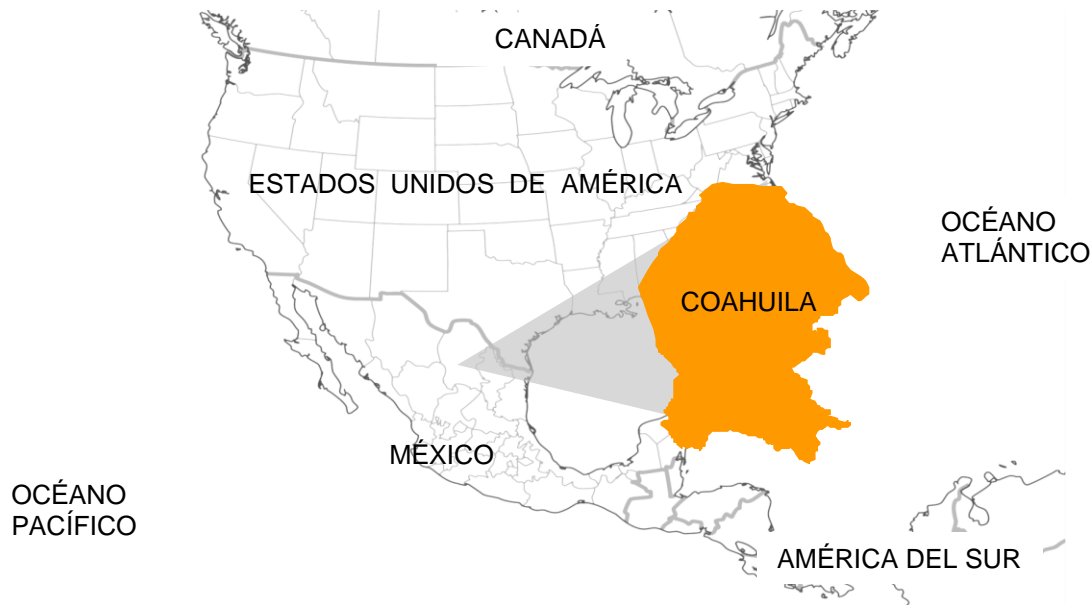 CANADÁ
ESTADOS UNIDOS DE AMÉRICA
OCÉANO
ATLÁNTICO
COAHUILA
MÉXICO
OCÉANO
PACÍFICO
AMÉRICA DEL SUR